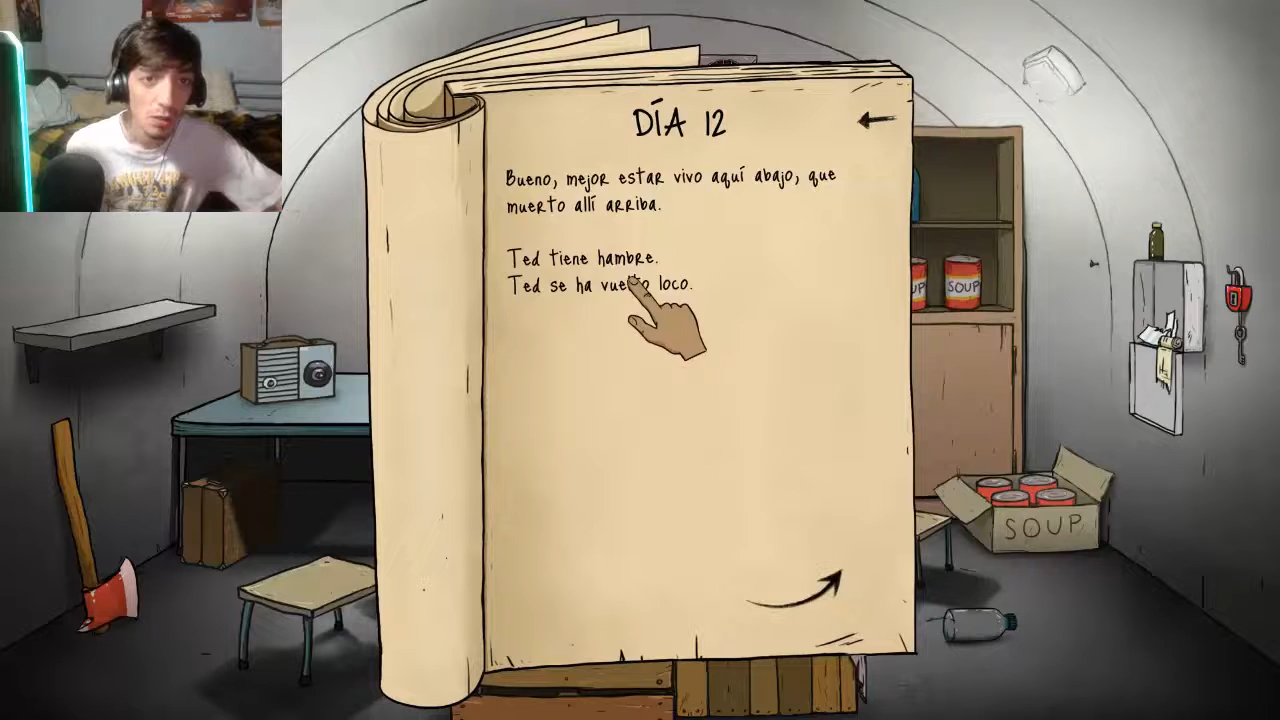 DÍA 12
Bueno, mejor estar vivo aquí abajo, que
muerto allí arriba.
Ted tiene hambre.
Ted se ha vuelto loco.
SOUP
SOUP